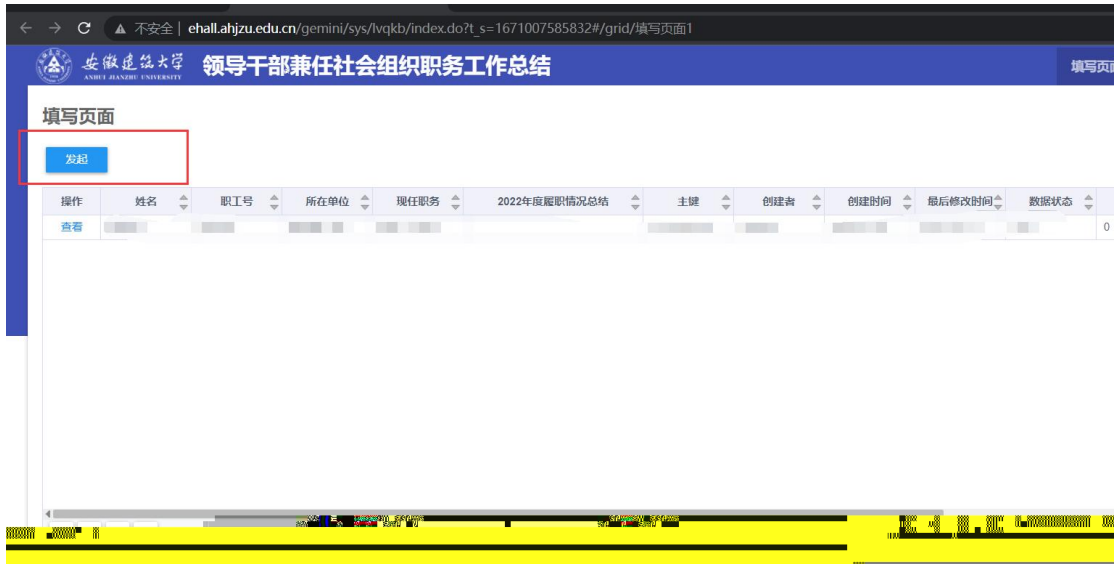 不安全 | ehall.ahjzu.edu.cn/gemini/sys/lvqkb/index.do?t_s=1671007585832#/grid/填写页面1
安徽建筑大学 领导干部兼任社会组织职务工作总结 填写页
ANHUI JIANZHU UNIVERSITY
填写页面
发起
操作 姓名 职工号 所在单位 现任职务 2022年度履职情况总结 主键 创建者 创建时间 最后修改时间 数据状态
查看 0